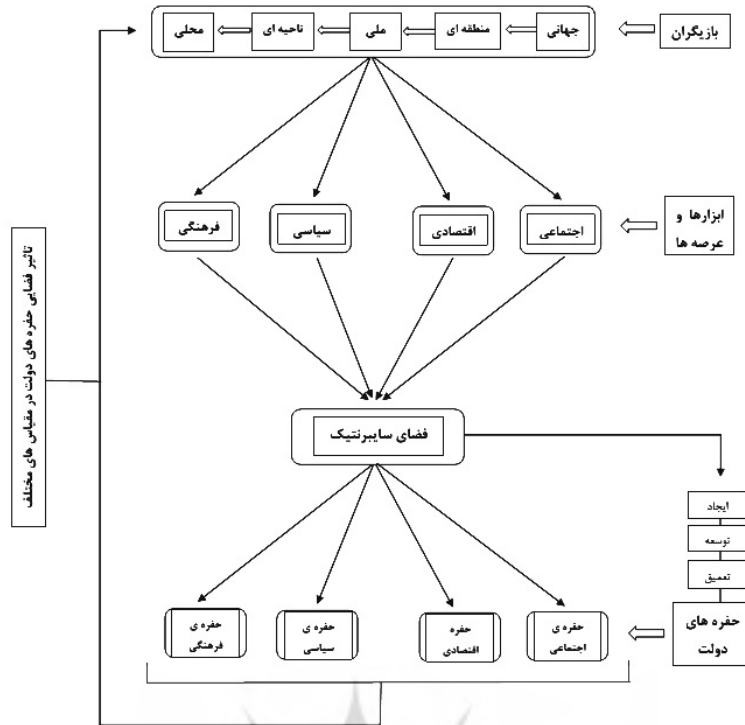 بازیگران
جهانی
منطقه ای
ملی
ناحیه ای
محلی
ابزارها و
عرصه ها
اجتماعی
اقتصادی
سیاسی
فرهنگی
فضای سایبرنتیک
ایجاد
توسعه
تعمیق
حفره های
دولت
حفره ی
اجتماعی
حفره
اقتصادی
حفره ی
سیاسی
حفره ی
فرهنگی
تاثیر فضایی حفره های دولت در مقیاس های مختلف